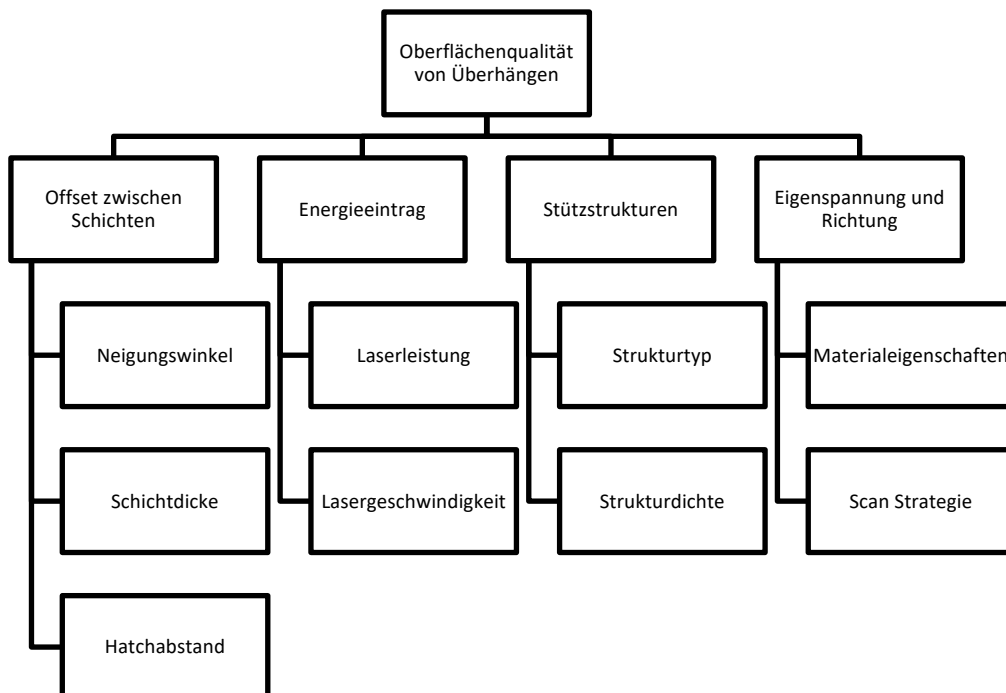 Oberflächenqualität
von Überhängen
Offset zwischen
Schichten
Energieeintrag
Stützstrukturen
Eigenspannung und
Richtung
Neigungswinkel
Laserleistung
Strukturtyp
Materialeigenschaften
Schichtdicke
Lasergeschwindigkeit
Strukturdichte
Scan Strategie
Hatchabstand